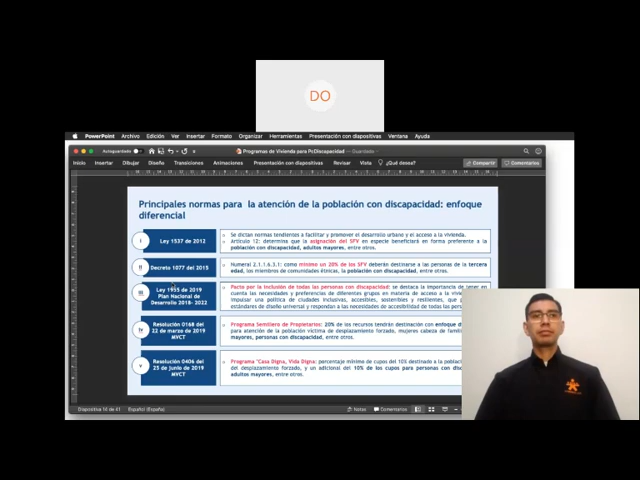 DO
PowerPoint Archivo Edición Ver Insertar Formato Organizar Herramientas Presentación con diapositivas Ventana Ayuda
Autoguardado
Programas de Vivienda para PcDiscapacidad — Guardado
Inicio Insertar Dibujar Diseño Transiciones Animaciones Presentación con diapositivas Revisar Vista ¿Qué desea? Compartir Comentarios
Principales normas para la atención de la población con discapacidad: enfoque
diferencial
I
Ley 1537 de 2012
Se dictan normas tendientes a facilitar y promover el desarrollo urbano y el acceso a la vivienda.
Artículo 12: determina que la asignación del SFV en especie beneficiará en forma preferente a la
población con discapacidad, adultos mayores, entre otros.
II
Decreto 1077 del 2015
Numeral 2.1.1.6.3.1: como mínimo un 20% de los SFV deberán destinarse a las personas de la tercera
edad, los miembros de comunidades étnicas, la población con discapacidad, entre otros.
III
Ley 1955 de 2019
Plan Nacional de
Desarrollo 2018- 2022
Pacto por la inclusión de todas las personas con discapacidad: se destaca la importancia de tener en
cuenta las necesidades y preferencias de diferentes grupos en materia de acceso a la
impulsar una política de ciudades inclusivas, accesibles, sostenibles y resilientes, que
estándares de diseño universal y respondan a las necesidades de accesibilidad de todas las
IV
Resolución 0168 del
22 de marzo de 2019
MVCT
Programa Semillero de Propietarios: 20% de los recursos tendrán destinación con enfoque
para atención de la población víctima de desplazamiento forzado, mujeres cabeza de
mayores, personas con discapacidad, entre otros.
V
Resolución 0406 del
25 de junio de 2019
MVCT
Programa "Casa Digna, Vida Digna: porcentaje mínimo de cupos del 10% destinado a la
del desplazamiento forzado, y un adicional del 10% de los cupos para personas con
adultos mayores, entre otros.
Diapositiva 16 de 41 Español (España) Notas Comentarios